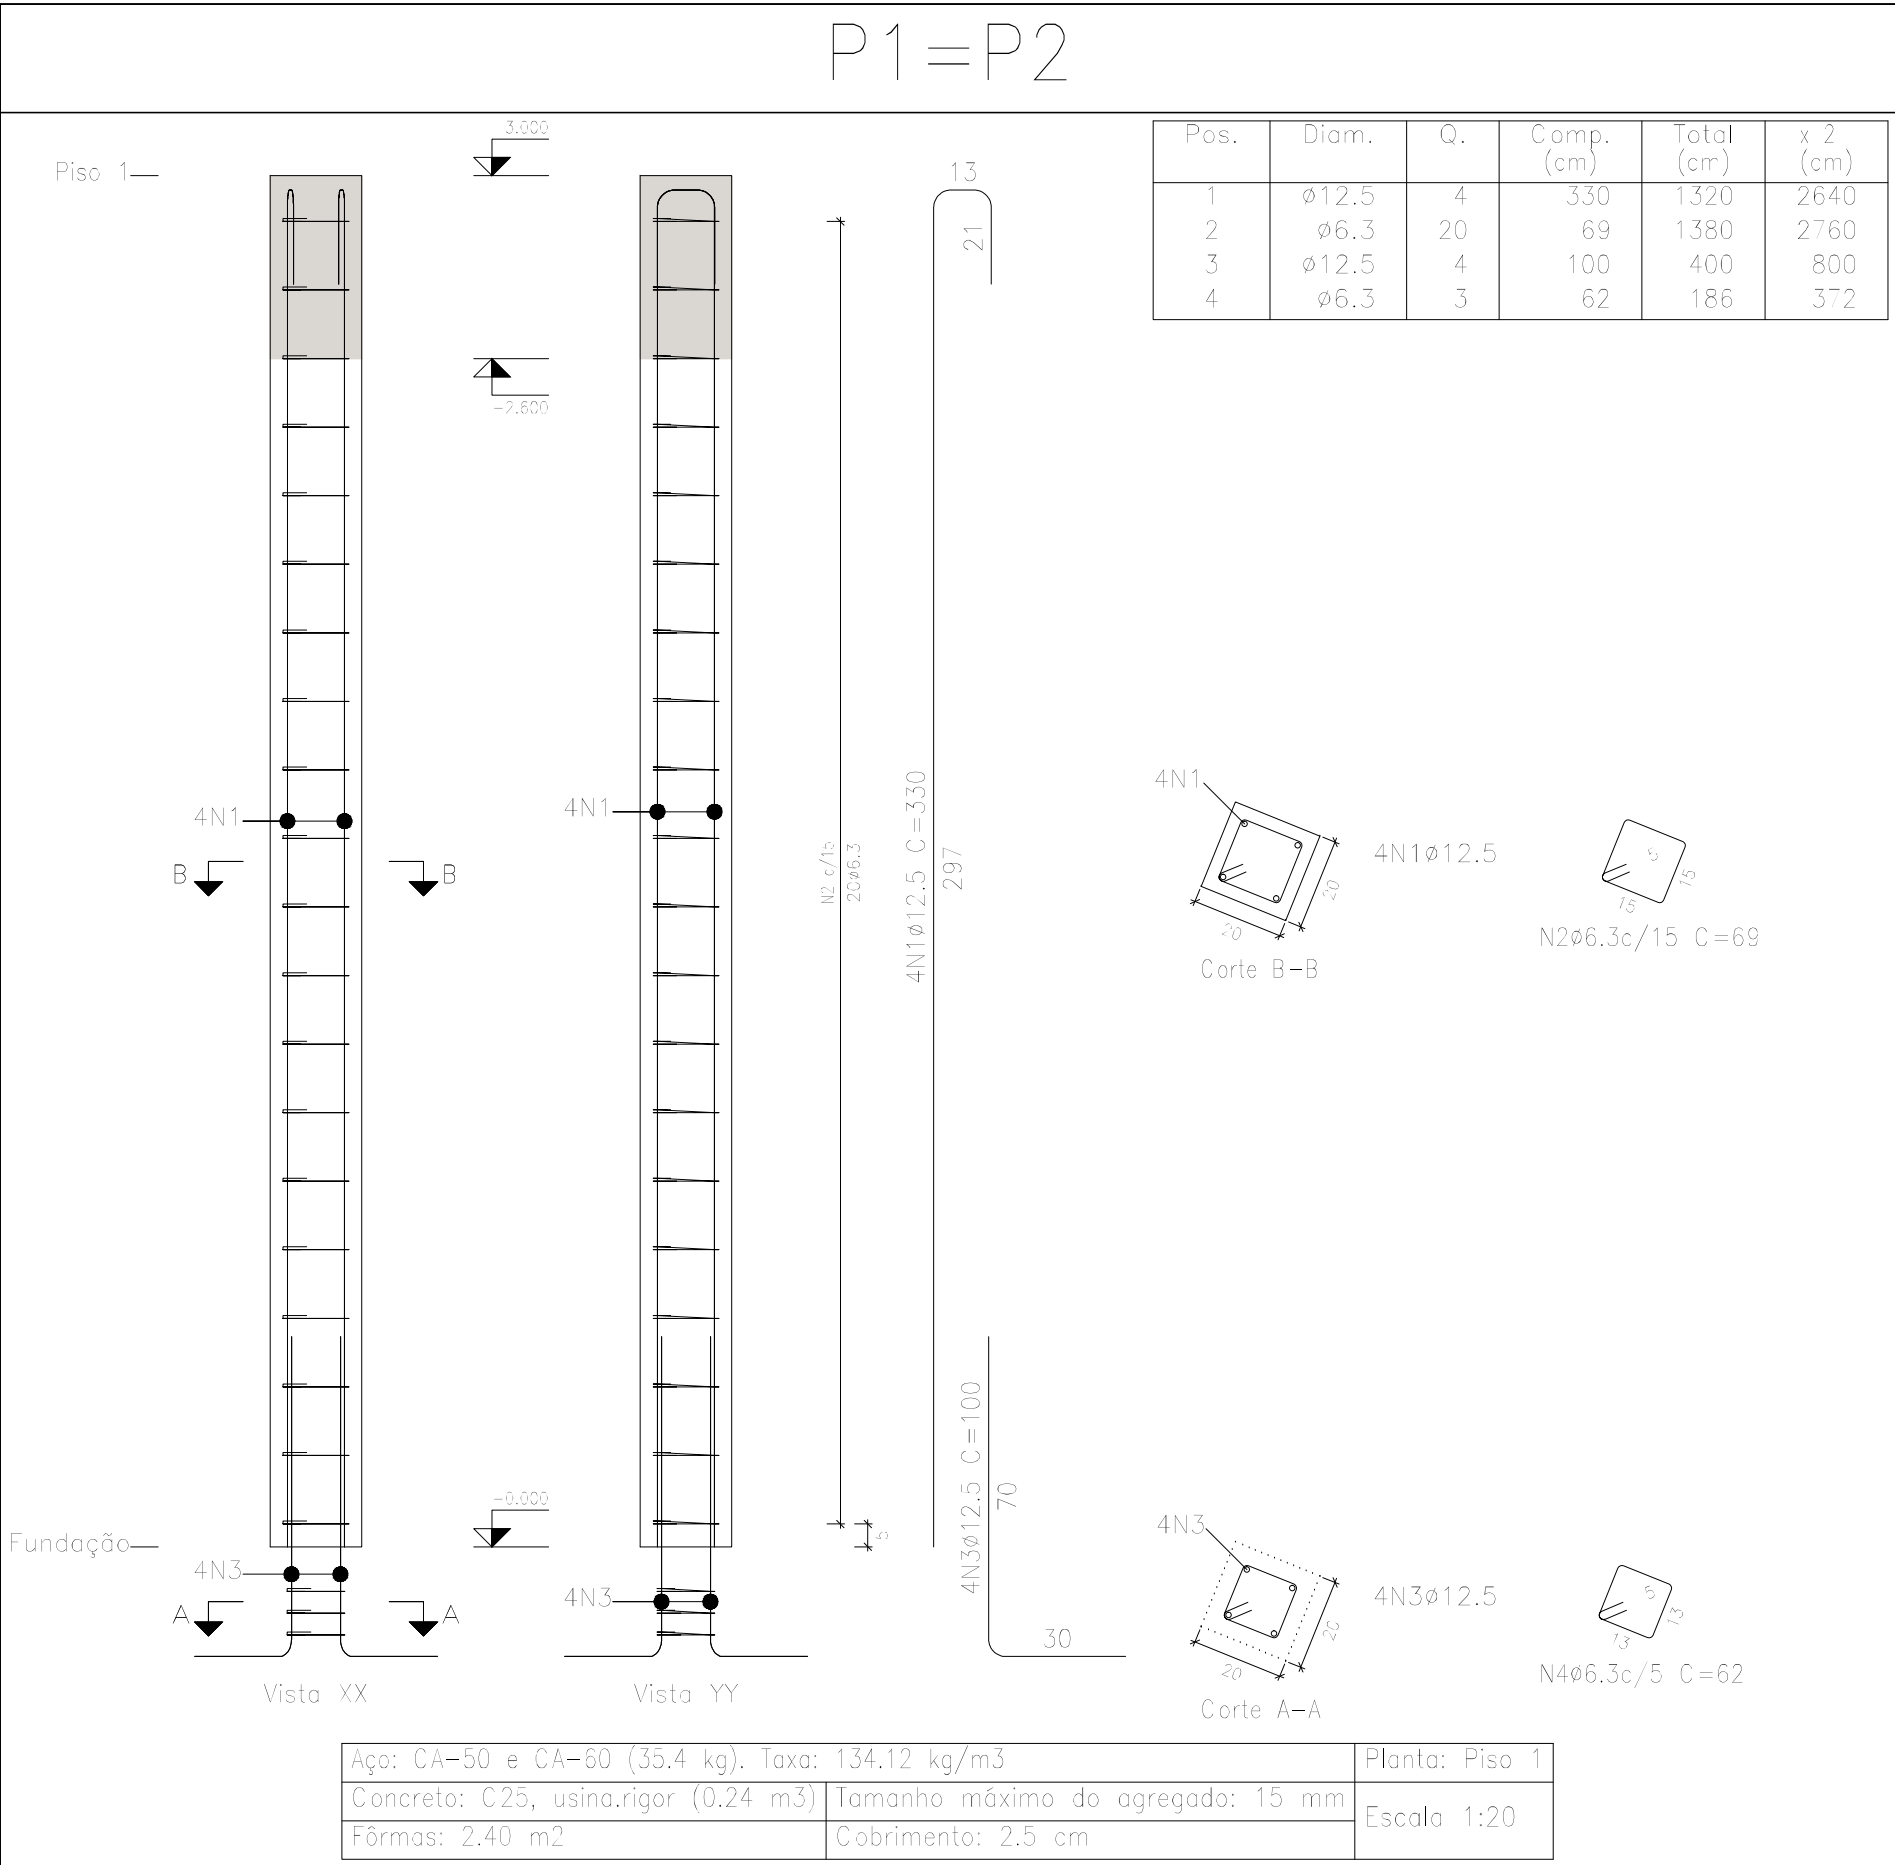 P1=P2
Pos. Diam. Q. Comp. (cm) Total (cm) x 2 (cm)
1 ø12.5 4 330 1320 2640
2 ø6.3 20 69 1380 2760
3 ø12.5 4 100 400 800
4 ø6.3 3 62 186 372
Piso 1
3.000
-2.600
13
21
4N1
4N1
B
B
N2 c/15
20ø6.3
4N1ø12.5 C=330
297
4N1
4N1ø12.5
20
20
Corte B-B
5
15
15
N2ø6.3c/15 C=69
Fundação
-0.000
5
4N3
4N3
A
A
4N3ø12.5 C=100
70
30
Vista XX
Vista YY
4N3
4N3ø12.5
20
20
Corte A-A
5
13
13
N4ø6.3c/5 C=62
Aço: CA-50 e CA-60 (35.4 kg). Taxa: 134.12 kg/m3
Planta: Piso 1
Concreto: C25, usina.rigor (0.24 m3)
Tamanho máximo do agregado: 15 mm
Escala 1:20
Fôrmas: 2.40 m2
Cobrimento: 2.5 cm